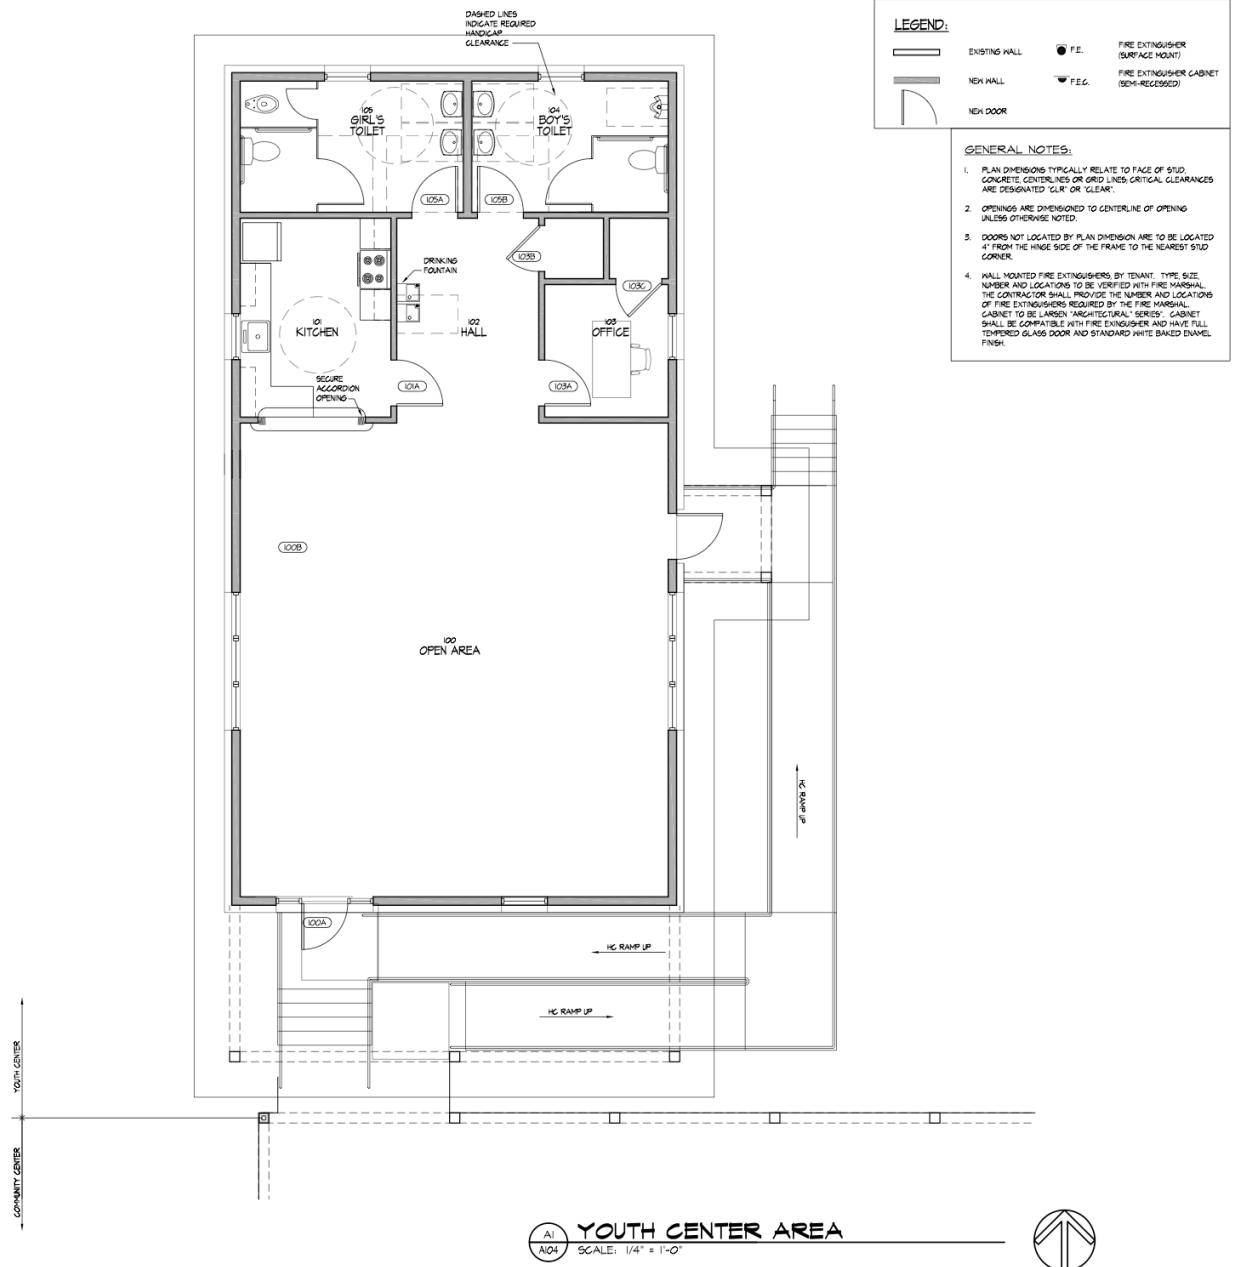 DASHED LINES
INDICATE REQUIRED
HANDICAP
CLEARANCE
LEGEND:
EXISTING WALL
F.E.
FIRE EXTINGUISHER
(SURFACE MOUNT)
NEW WALL
F.E.C.
FIRE EXTINGUISHER CABINET
(SEMI-RECESSED)
NEW DOOR
GENERAL NOTES:
1. PLAN DIMENSIONS TYPICALLY RELATE TO FACE OF STUD,
CONCRETE, CENTERLINES OR GRID LINES; CRITICAL CLEARANCES
ARE DESIGNATED "CLR" OR "CLEAR".
2. OPENINGS ARE DIMENSIONED TO CENTERLINE OF OPENING
UNLESS OTHERWISE NOTED.
3. DOORS NOT LOCATED BY PLAN DIMENSION ARE TO BE LOCATED
4" FROM THE HINGE SIDE OF THE FRAME TO THE NEAREST STUD
CORNER.
4. WALL MOUNTED FIRE EXTINGUISHERS, BY TENANT. TYPE, SIZE,
NUMBER AND LOCATIONS TO BE VERIFIED WITH FIRE MARSHAL.
THE CONTRACTOR SHALL PROVIDE THE NUMBER AND LOCATIONS
OF FIRE EXTINGUISHERS REQUIRED BY THE FIRE MARSHAL.
CABINET TO BE LARSEN "ARCHITECTURAL" SERIES". CABINET
SHALL BE COMPATIBLE WITH FIRE EXINGUISHER AND HAVE FULL
TEMPERED GLASS DOOR AND STANDARD WHITE BAKED ENAMEL
FINISH.
105
GIRL'S
TOILET
104
BOY'S
TOILET
105A
105B
103B
DRINKING
FOUNTAIN
103C
101
KITCHEN
102
HALL
103
OFFICE
SECURE
ACCORDION
OPENING
101A
103A
100B
100
OPEN AREA
HC RAMP UP
100A
HC RAMP UP
HC RAMP UP
YOUTH CENTER
COMMUNITY CENTER
A1
A104
YOUTH CENTER AREA
SCALE: 1/4" = 1'-0"